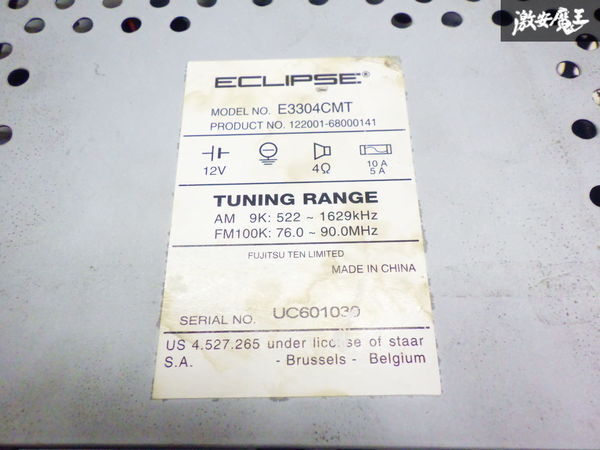 激安魔王
ECLIPSE®
MODEL NO. E3304CMT
PRODUCT NO. 122001-68000141
12V 4Ω 10A
5A
TUNING RANGE
AM 9K: 522 ~ 1629kHz
FM100K: 76.0 ~ 90.0MHz
FUJITSU TEN LIMITED
MADE IN CHINA
SERIAL NO. UC601030
US 4.527.265 under license of staar
S.A. - Brussels - Belgium